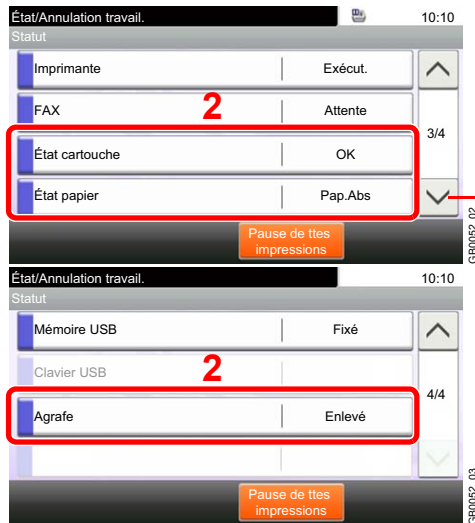 État/Annulation travail. 10:10
Statut
Imprimante Exécut.
FAX Attente
2
3/4
État cartouche OK
État papier Pap.Abs
Pause de ttes
impressions
GB0052_02
État/Annulation travail. 10:10
Statut
Mémoire USB Fixé
Clavier USB
2
4/4
Agrafe Enlevé
Pause de ttes
impressions
GB0052_03